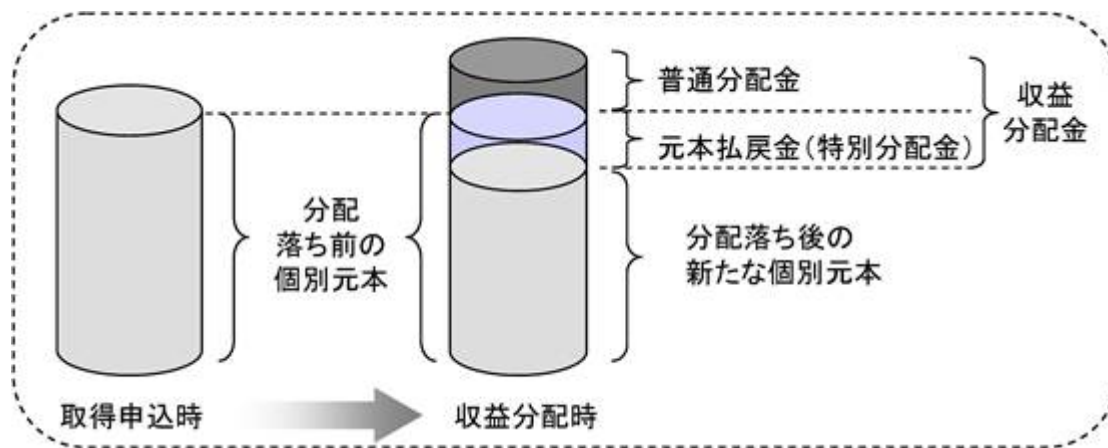 普通分配金
収益
分配金
元本払戻金(特別分配金)
分配
落ち前の
個別元本
分配落ち後の
新たな個別元本
取得申込時
収益分配時